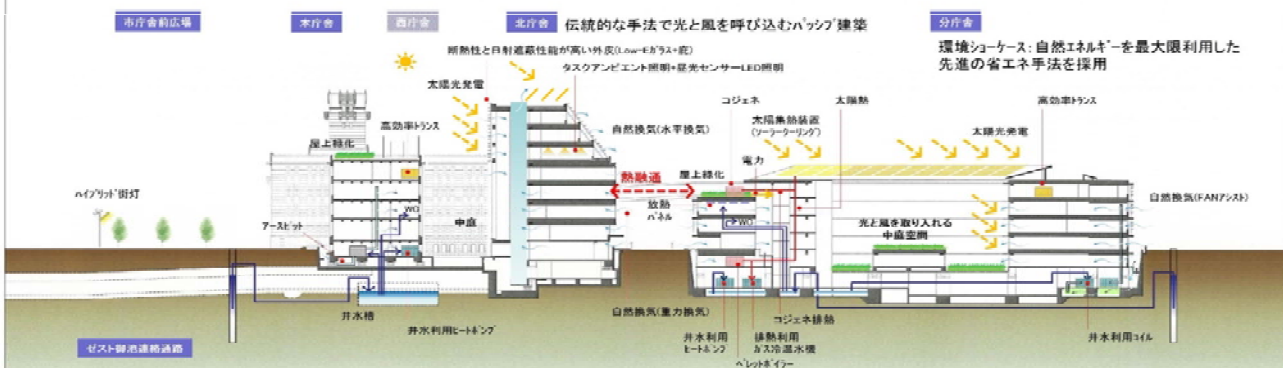 市庁舎前広場
本庁舎
西庁舎
北庁舎
伝統的な手法で光と風を呼び込むパッシブ建築
分庁舎
環境ショーケース：自然エネルギーを最大限利用した
先進の省エネ手法を採用
断熱性と日射遮蔽性能が高い外皮(Low-Eガラス+庇)
タスクアンビエント照明+昼光センサーLED照明
太陽光発電
高効率トランス
屋上緑化
自然換気(水平換気)
コジェネ
太陽熱
高効率トランス
太陽集熱装置
(ソーラークーリング)
太陽光発電
電力
熱融通
屋上緑化
放熱
パネル
ハイブリッド街灯
アースピット
WO
中庭
WO
光と風を取り入れる
中庭空間
自然換気(FANアシスト)
井水槽
井水利用ヒートポンプ
自然換気(重力換気)
コジェネ排熱
井水利用
ヒートポンプ
排熱利用
ガス冷温水機
ペレットボイラー
井水利用コイル
ゼスト御池連絡通路